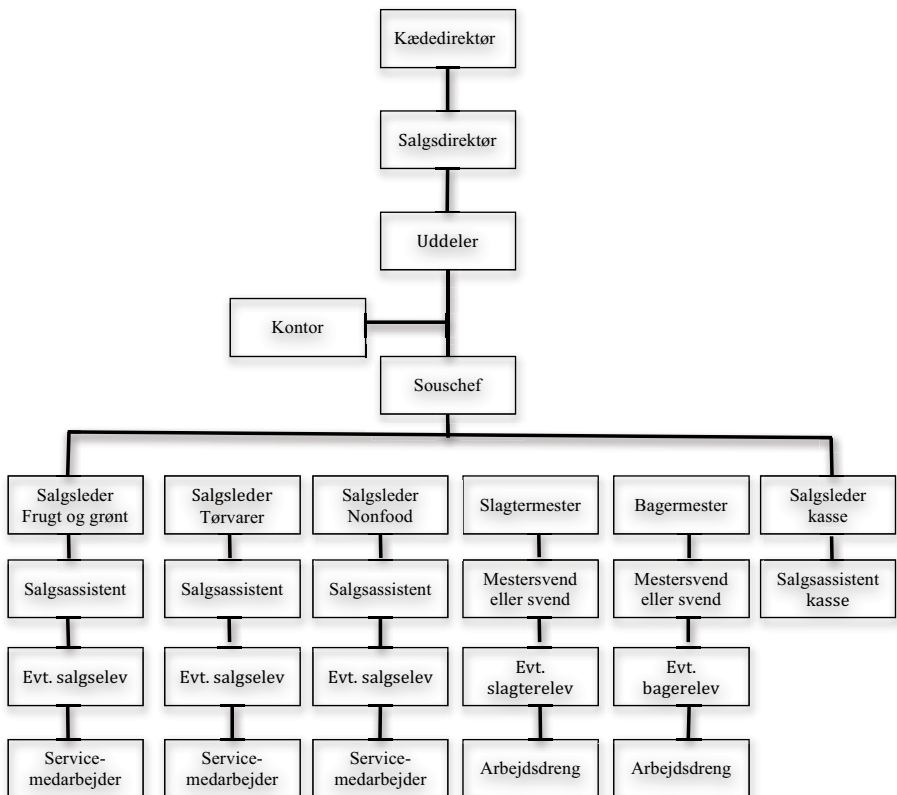 Kædedirektør
Salgsdirektør
Uddeler
Kontor
Souschef
Salgsleder
Frugt og grønt
Salgsleder
Tørvarer
Salgsleder
Nonfood
Slagtermester
Bagermester
Salgsleder
kasse
Salgsassistent
Salgsassistent
Salgsassistent
Mestersvend
eller svend
Mestersvend
eller svend
Salgsassistent
kasse
Evt. salgselev
Evt. salgselev
Evt. salgselev
Evt.
slagterelev
Evt.
bagerelev
Service-
medarbejder
Service-
medarbejder
Service-
medarbejder
Arbejdsdreng
Arbejdsdreng